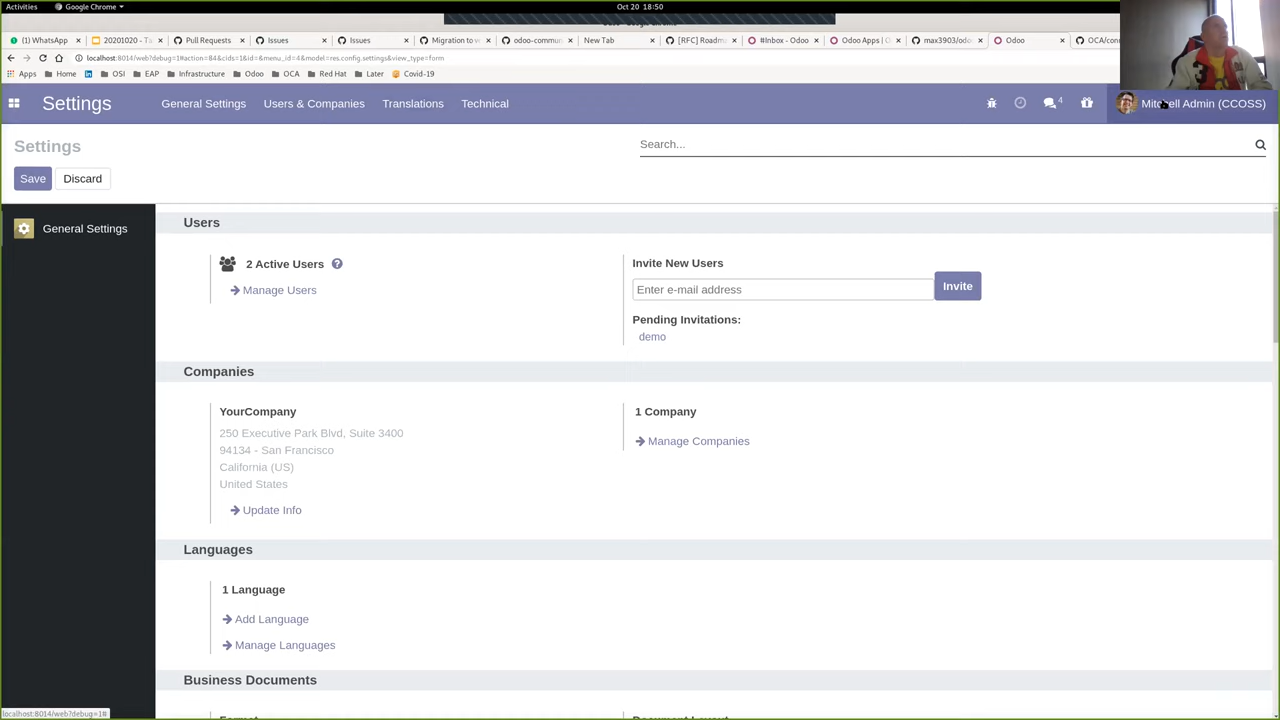 Activities Google Chrome Oct 20 18:50
(1) WhatsApp × 20201020 - Ta × Pull Requests × Issues × Issues × Migration to v × odoo-commun × New Tab × [RFC] Roadm × #Inbox - Odoo × Odoo Apps | O × max3903/odo × Odoo × OCA/con
localhost:8014/web?debug=1#action=84&cids=1&id=&menu_id=4&model=res.config.settings&view_type=form
Apps Home OSI EAP Infrastructure Odoo OCA Red Hat Later Covid-19
Settings General Settings Users & Companies Translations Technical 4 Mitchell Admin (CCOSS)
Settings Search...
Save Discard
General Settings
Users
2 Active Users ?
Manage Users
Invite New Users
Enter e-mail address Invite
Pending Invitations:
demo
Companies
YourCompany
250 Executive Park Blvd, Suite 3400
94134 - San Francisco
California (US)
United States
Update Info
1 Company
Manage Companies
Languages
1 Language
Add Language
Manage Languages
Business Documents
localhost:8014/web?debug=1#